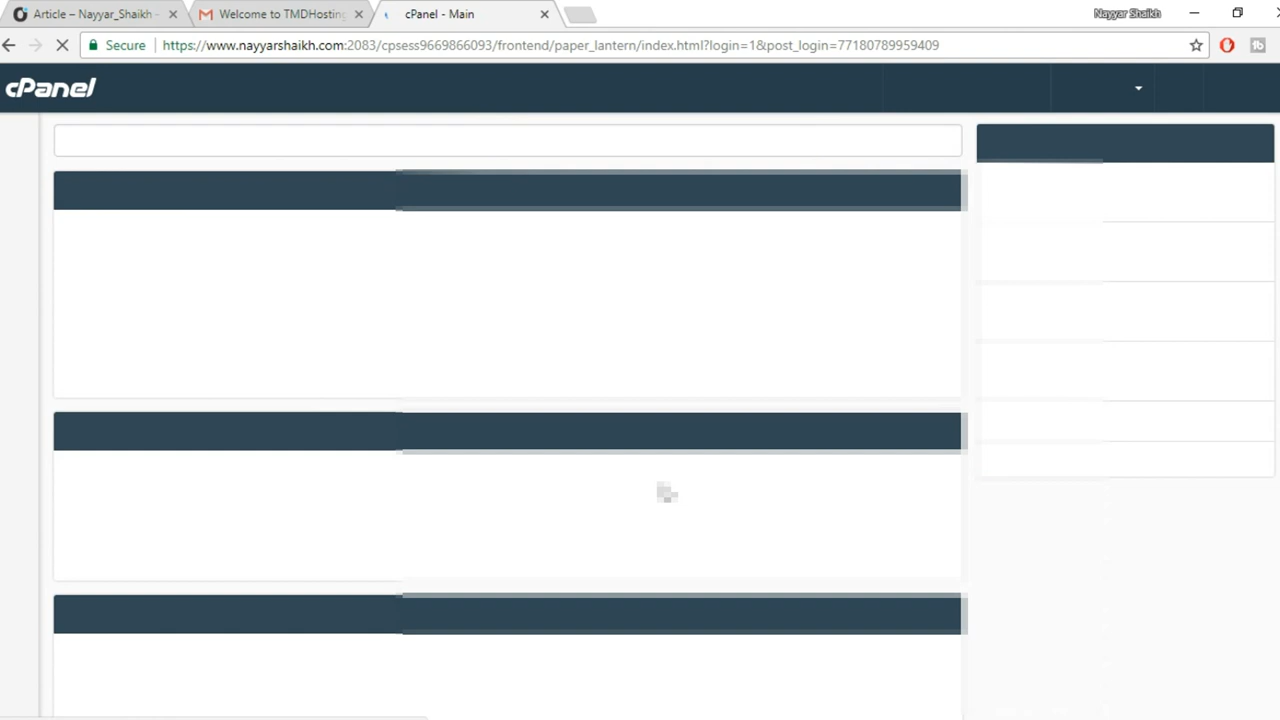 Article – Nayyar_Shaikh -
Welcome to TMDHosting
cPanel - Main
Nayyar Shaikh
Secure
https://www.nayyarshaikh.com:2083/cpsess9669866093/frontend/paper_lantern/index.html?login=1&post_login=77180789959409
cPanel